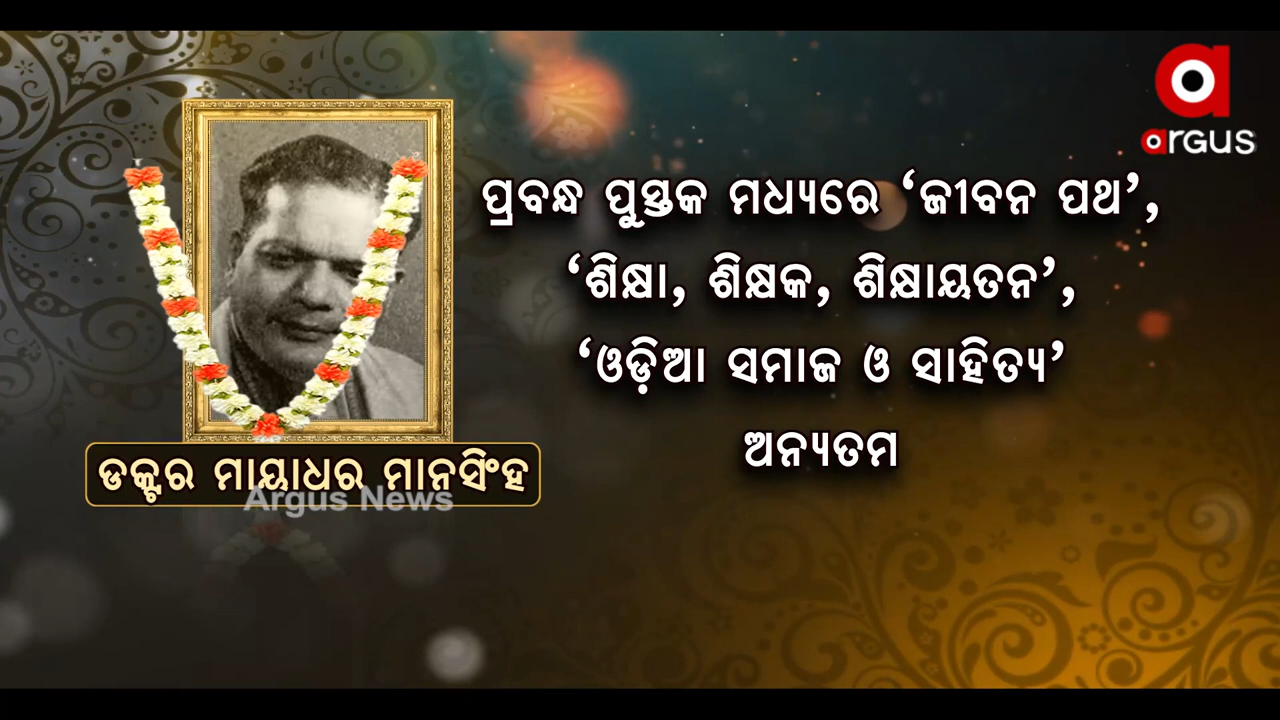 argus
ପ୍ରବନ୍ଧ ପୁସ୍ତକ ମଧ୍ୟରେ ‘ଜୀବନ ପଥ’,
‘ଶିକ୍ଷା, ଶିକ୍ଷକ, ଶିକ୍ଷାୟତନ’,
‘ଓଡ଼ିଆ ସମାଜ ଓ ସାହିତ୍ୟ’
ଅନ୍ୟତମ
ଡକ୍ଟର ମାୟାଧର ମାନସିଂହ
Argus News